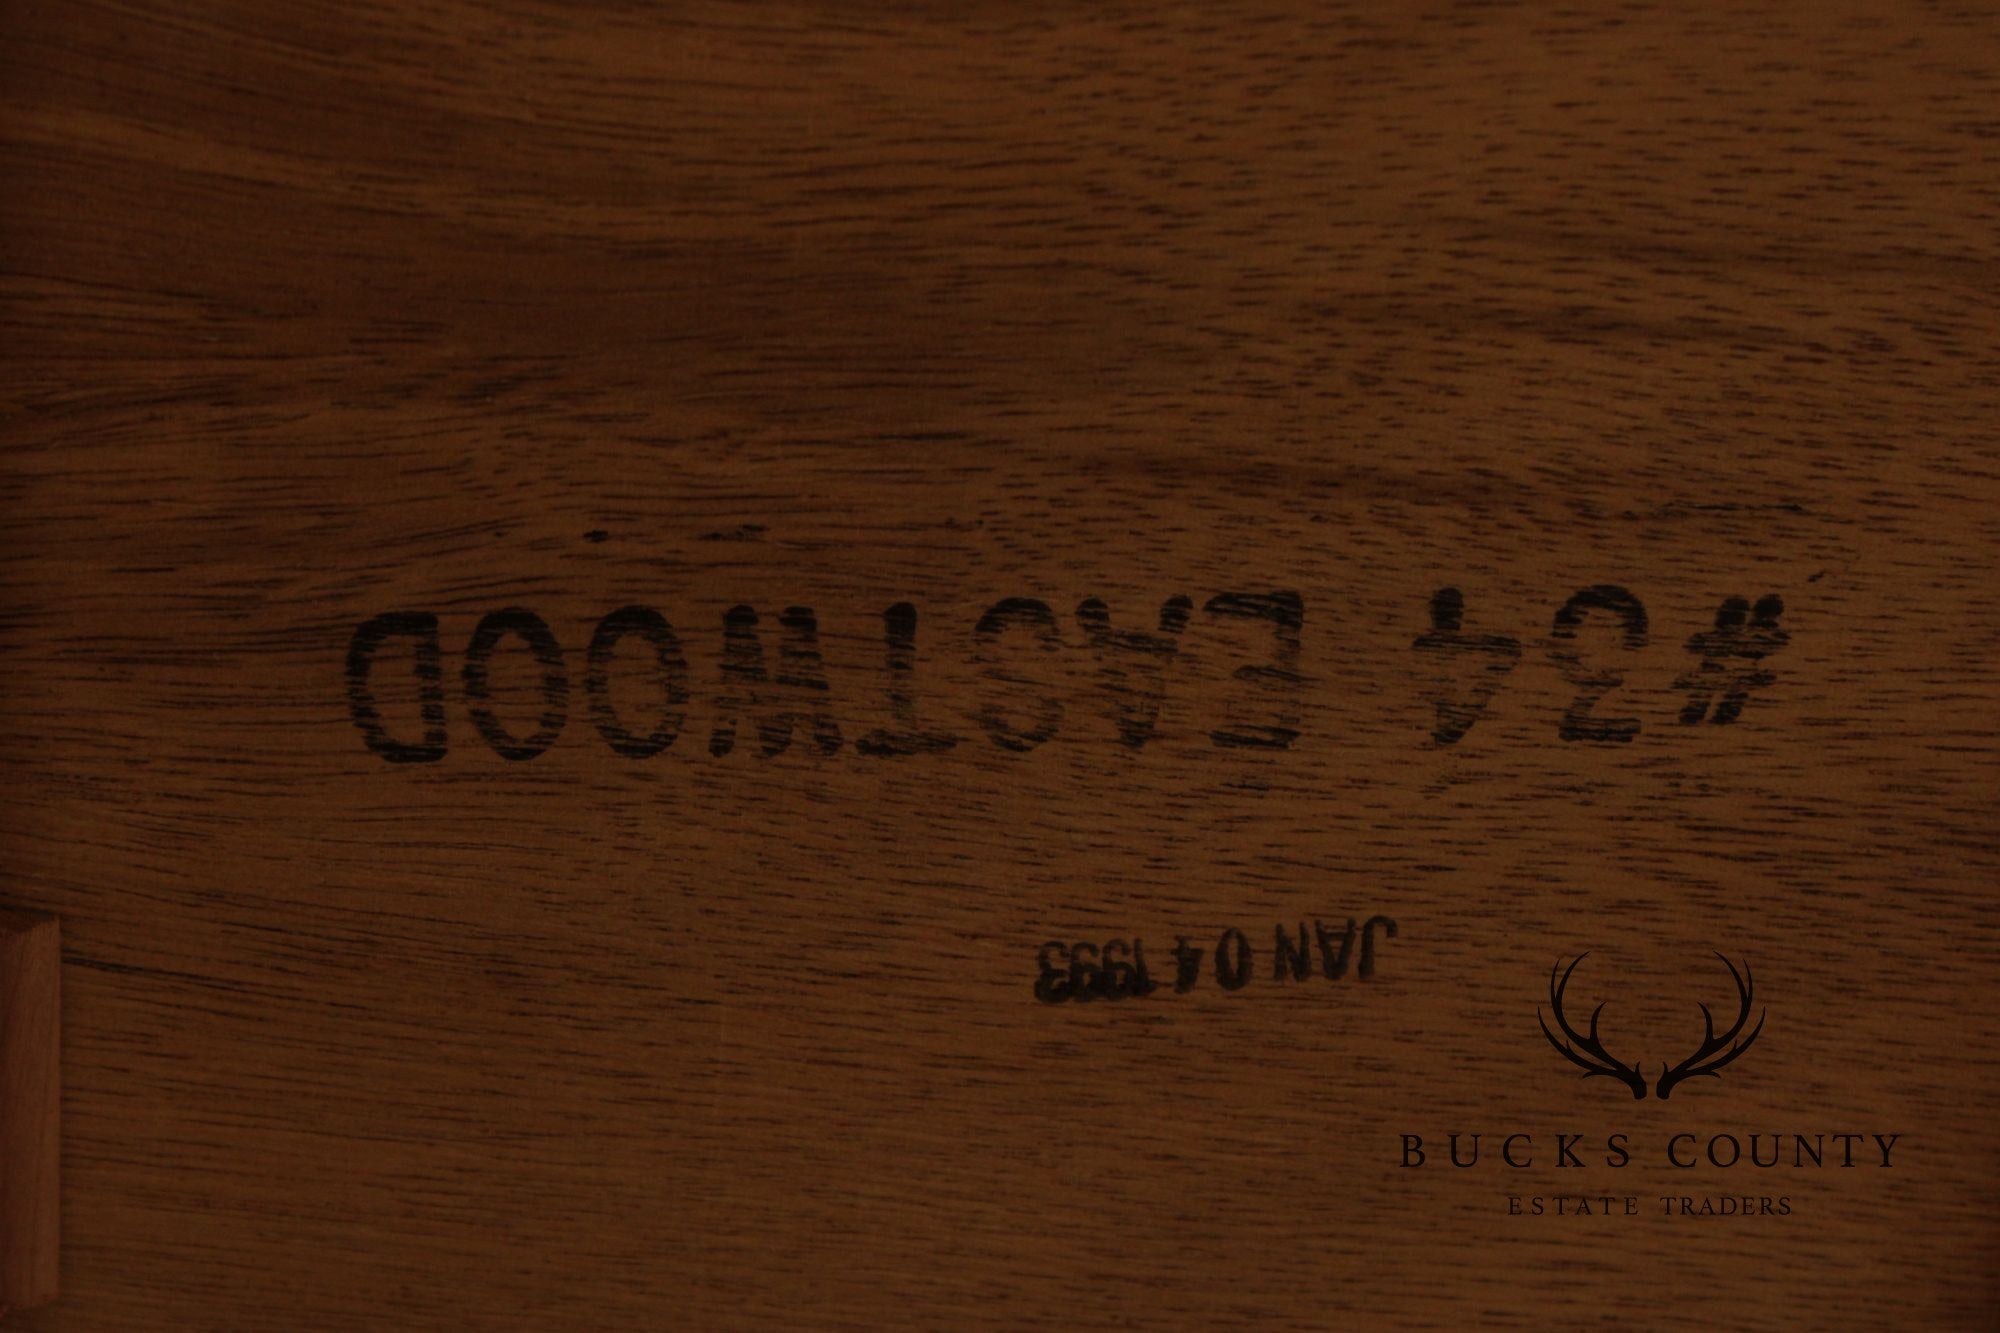 #34 EASTWOOD
JAN 04 1993
BUCKS COUNTY
ESTATE TRADERS